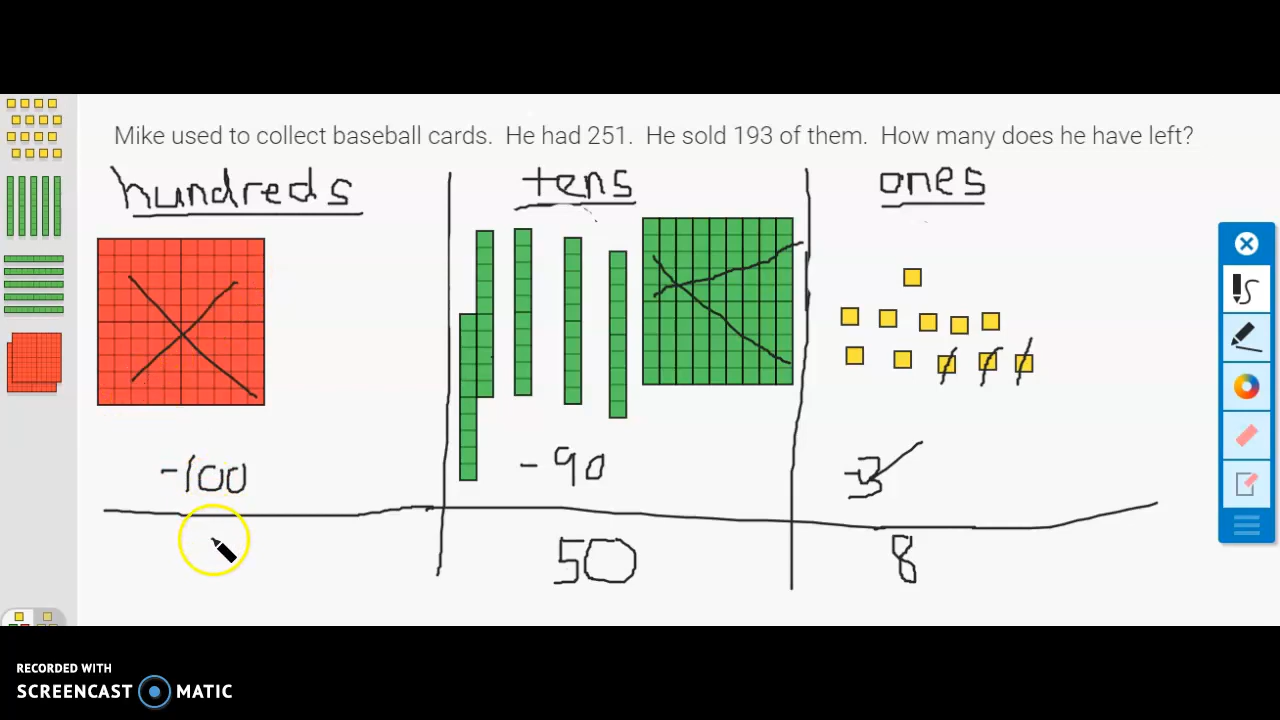 Mike used to collect baseball cards. He had 251. He sold 193 of them. How many does he have left?
hundreds tens ones
-100 -90 -3
50 8
RECORDED WITH
SCREENCAST MATIC